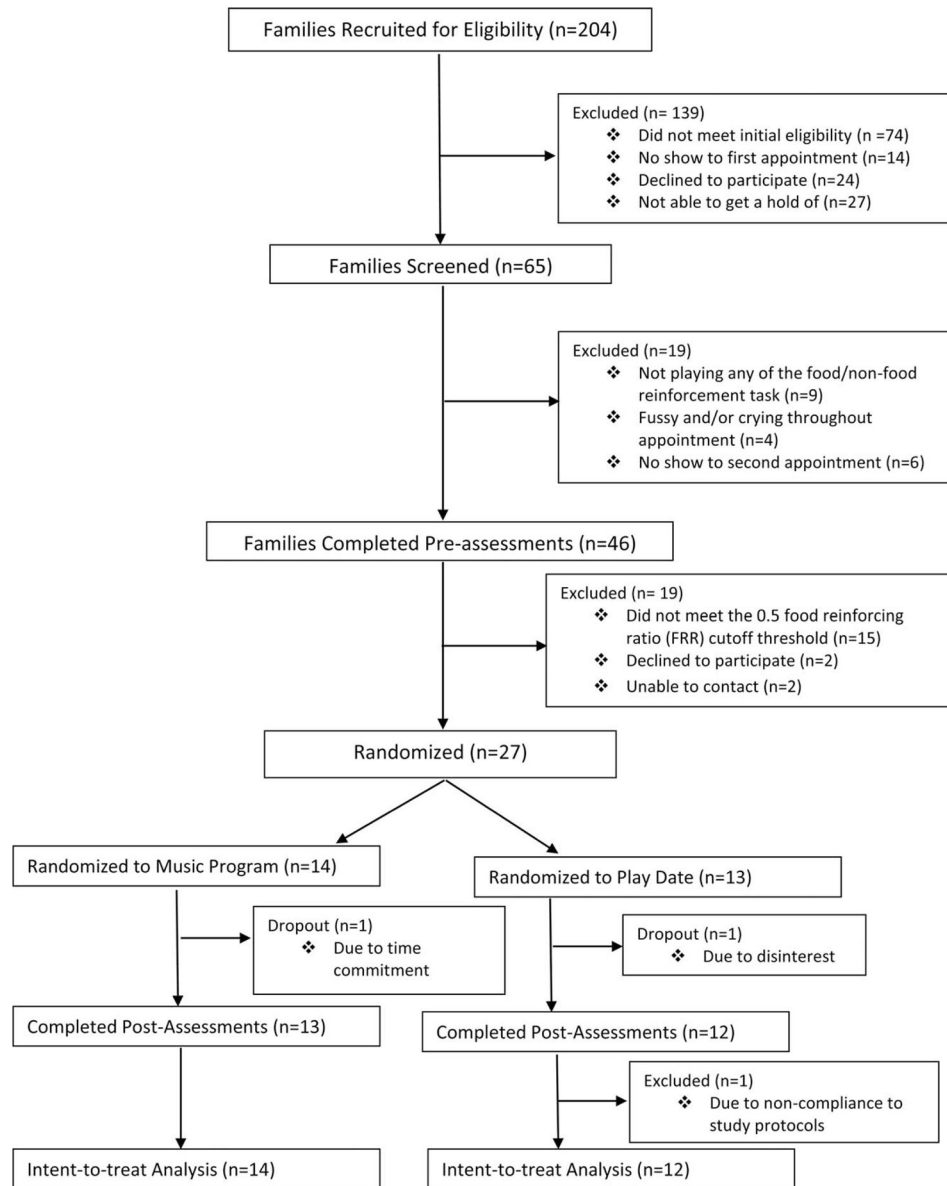 Families Recruited for Eligibility (n=204)
Excluded (n= 139)
❖ Did not meet initial eligibility (n =74)
❖ No show to first appointment (n=14)
❖ Declined to participate (n=24)
❖ Not able to get a hold of (n=27)
Families Screened (n=65)
Excluded (n=19)
❖ Not playing any of the food/non-food
reinforcement task (n=9)
❖ Fussy and/or crying throughout
appointment (n=4)
❖ No show to second appointment (n=6)
Families Completed Pre-assessments (n=46)
Excluded (n= 19)
❖ Did not meet the 0.5 food reinforcing
ratio (FRR) cutoff threshold (n=15)
❖ Declined to participate (n=2)
❖ Unable to contact (n=2)
Randomized (n=27)
Randomized to Music Program (n=14)
Randomized to Play Date (n=13)
Dropout (n=1)
❖ Due to time
commitment
Dropout (n=1)
❖ Due to disinterest
Completed Post-Assessments (n=13)
Completed Post-Assessments (n=12)
Excluded (n=1)
❖ Due to non-compliance to
study protocols
Intent-to-treat Analysis (n=14)
Intent-to-treat Analysis (n=12)